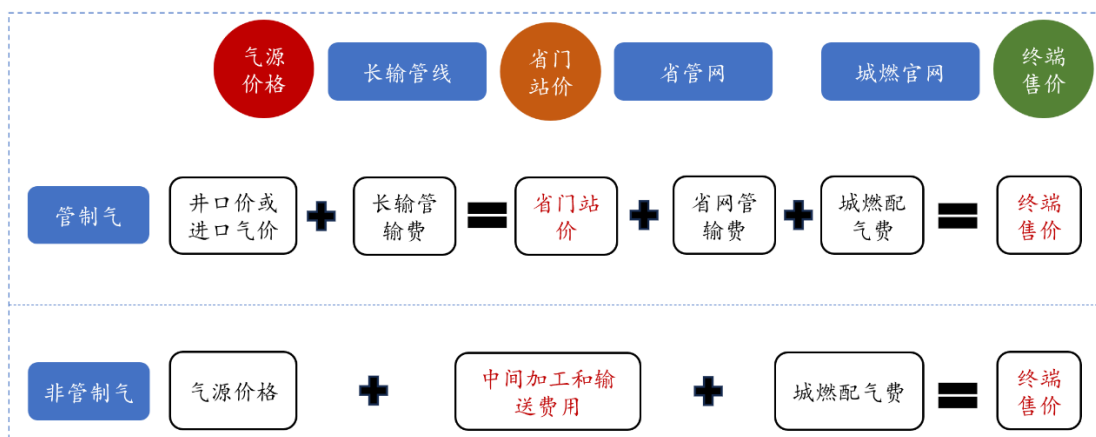 气源
价格
长输管线
省门
站价
省管网
城燃官网
终端
售价
管制气
井口价或
进口气价
长输管
输费
省门站
价
省网管
输费
城燃配
气费
终端
售价
非管制气
气源价格
中间加工和输
送费用
城燃配气费
终端
售价